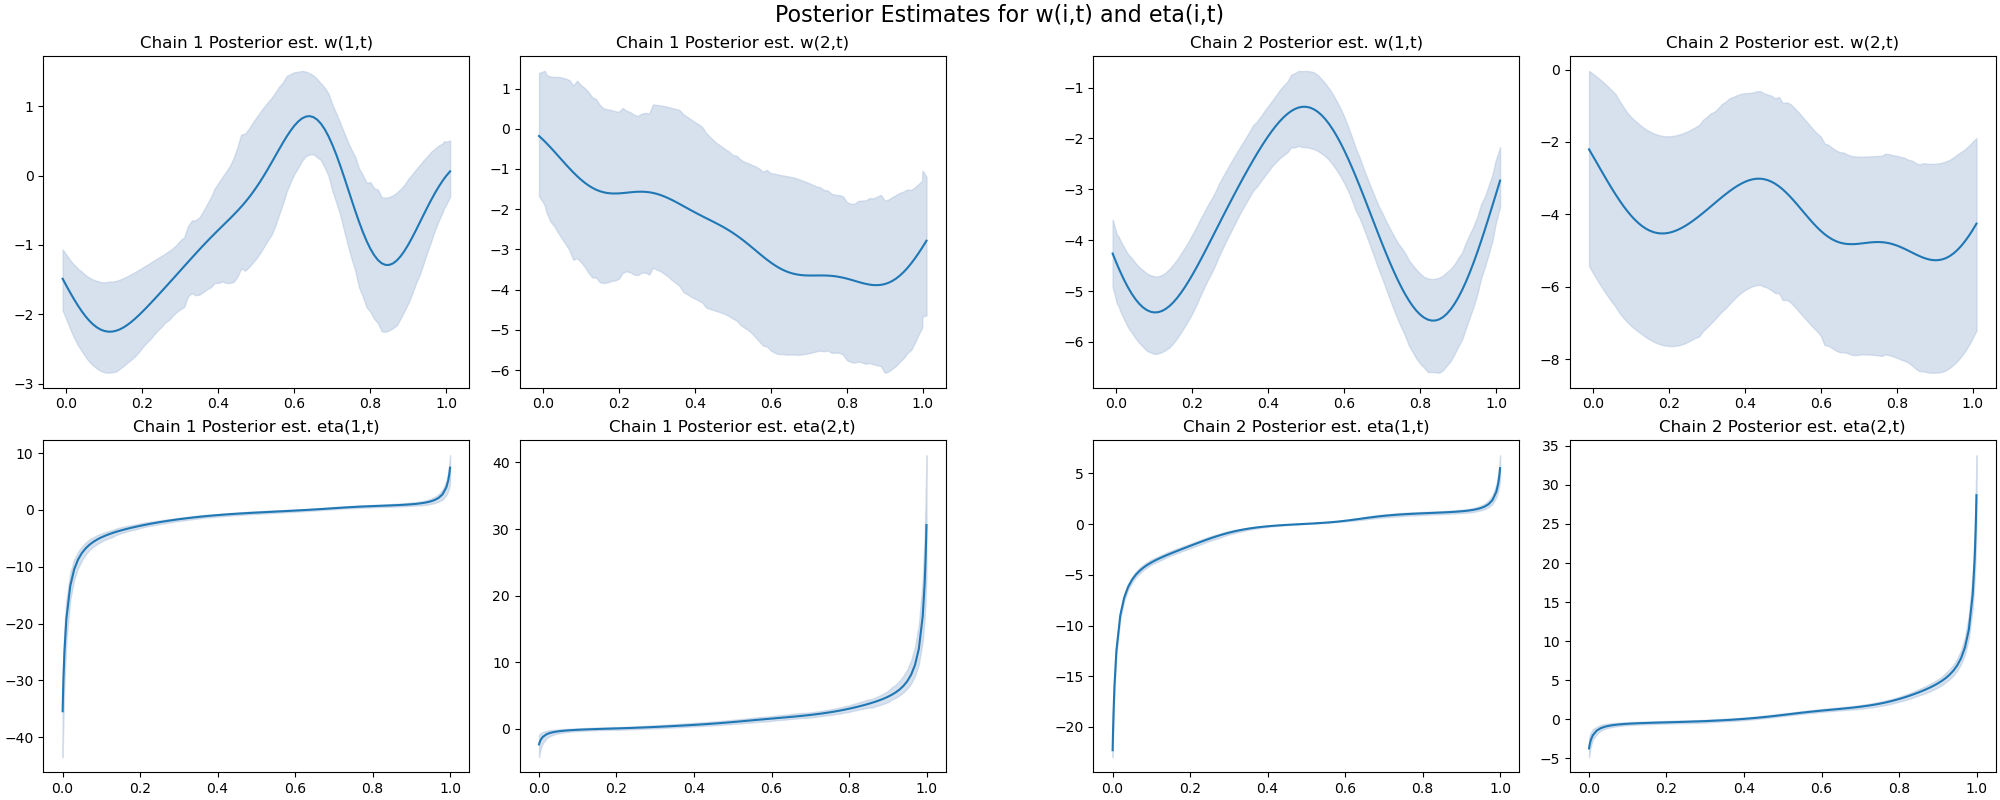 Posterior Estimates for w(i,t) and eta(i,t)
Chain 1 Posterior est. w(1,t)
1
0
−1
−2
−3
0.0 0.2 0.4 0.6 0.8 1.0
Chain 1 Posterior est. w(2,t)
1
0
−1
−2
−3
−4
−5
−6
0.0 0.2 0.4 0.6 0.8 1.0
Chain 2 Posterior est. w(1,t)
−1
−2
−3
−4
−5
−6
0.0 0.2 0.4 0.6 0.8 1.0
Chain 2 Posterior est. w(2,t)
0
−2
−4
−6
−8
0.0 0.2 0.4 0.6 0.8 1.0
Chain 1 Posterior est. eta(1,t)
10
0
−10
−20
−30
−40
0.0 0.2 0.4 0.6 0.8 1.0
Chain 1 Posterior est. eta(2,t)
40
30
20
10
0
0.0 0.2 0.4 0.6 0.8 1.0
Chain 2 Posterior est. eta(1,t)
5
0
−5
−10
−15
−20
0.0 0.2 0.4 0.6 0.8 1.0
Chain 2 Posterior est. eta(2,t)
35
30
25
20
15
10
5
0
−5
0.0 0.2 0.4 0.6 0.8 1.0